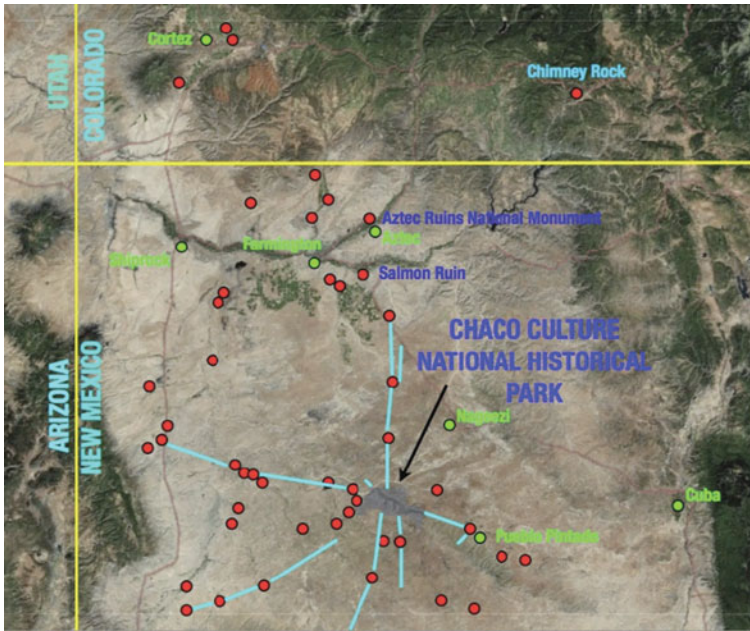 Cortez
UTAH
COLORADO
Chimney Rock
Aztec Ruins National Monument
Aztec
Farmington
Shiprock
Salmon Ruin
CHACO CULTURE
NATIONAL HISTORICAL
PARK
ARIZONA
NEW MEXICO
Nageezi
Cuba
Pueblo Pintado